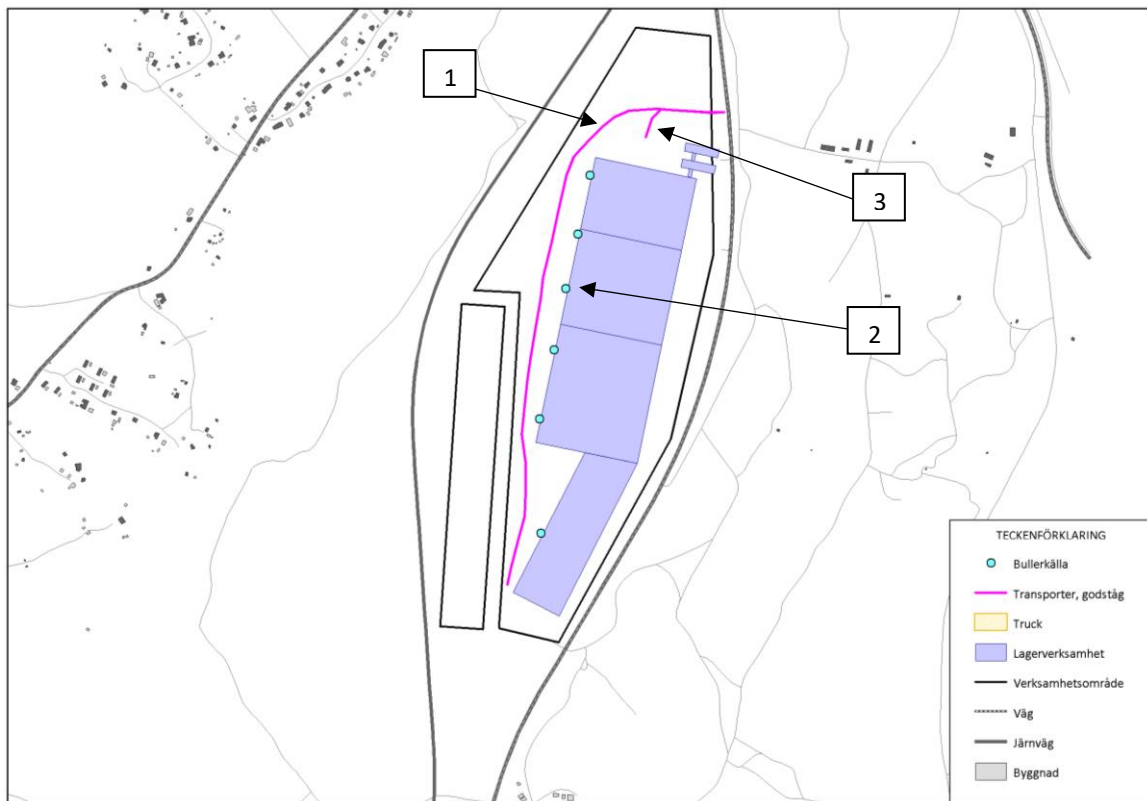 1
3
2
TECKENFÖRKLARING
Bullerkälla
Transporter, godståg
Truck
Lagerverksamhet
Verksamhetsområde
Väg
Järnväg
Byggnad